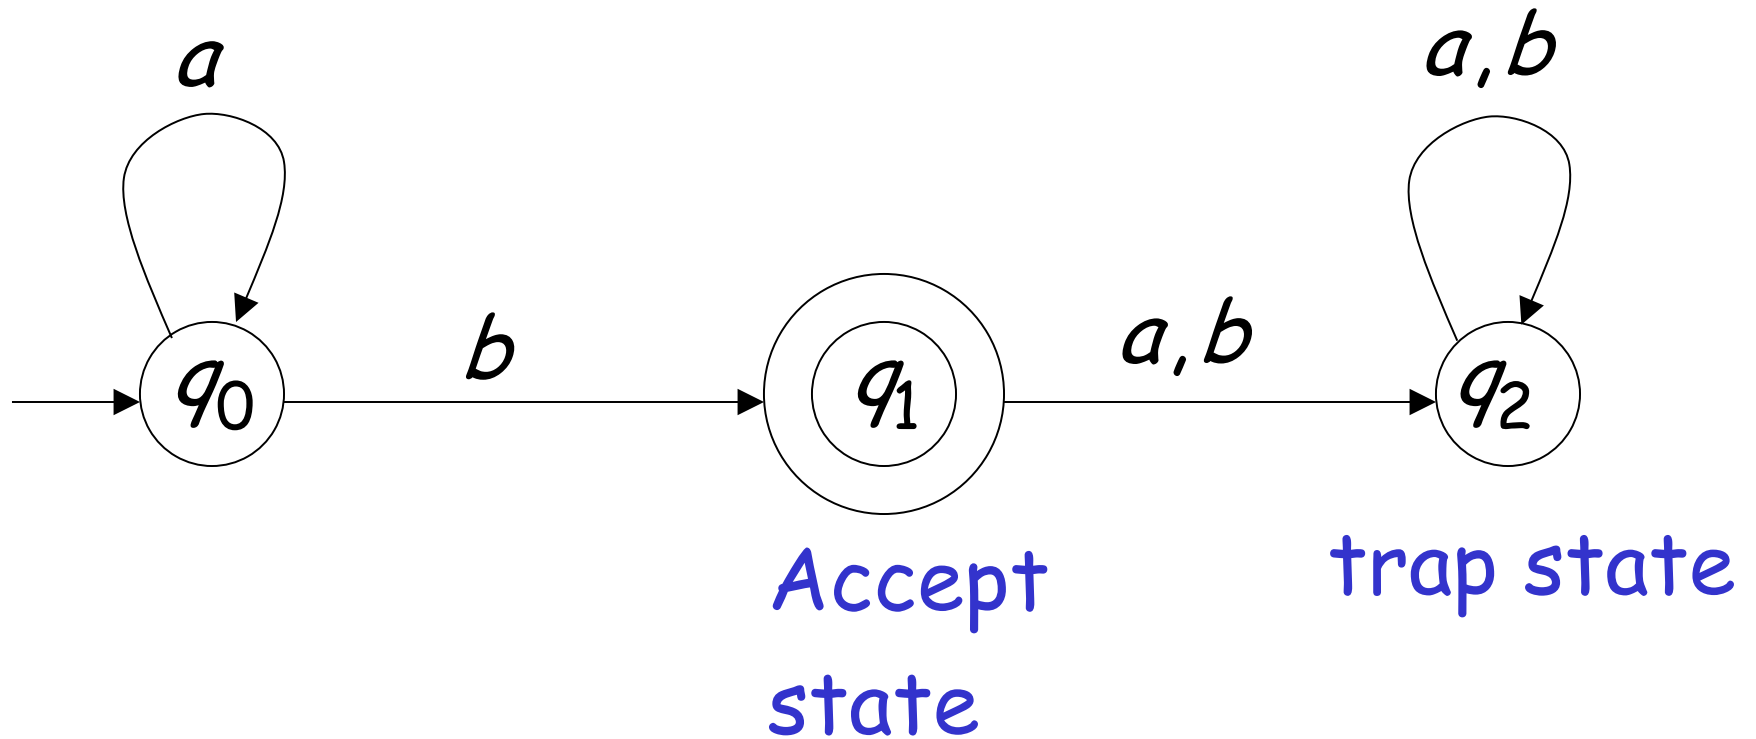 a
a,b
b
a,b
q0
q1
q2
Accept
state
trap state